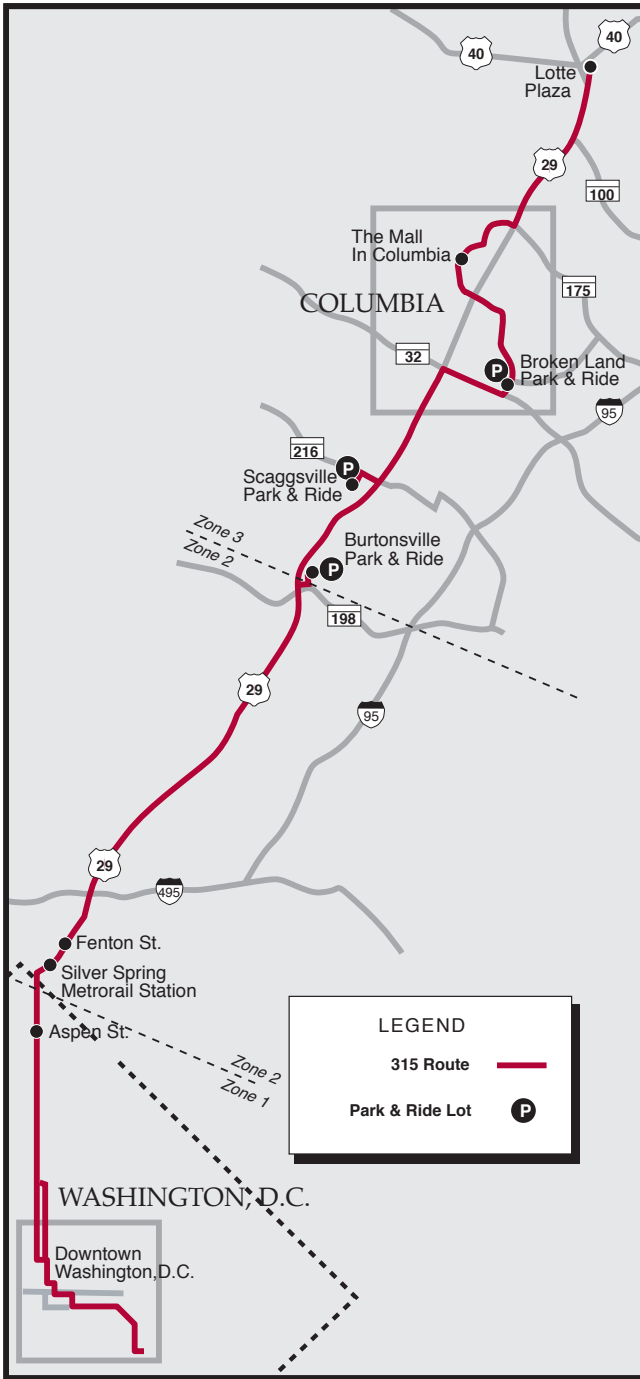 40
40
Lotte
Plaza
29
100
The Mall
In Columbia
COLUMBIA
175
32
P
Broken Land
Park & Ride
95
216
P
Scaggsville
Park & Ride
Zone 3
Zone 2
Burtonsville
Park & Ride
P
198
29
95
29
495
Fenton St.
Silver Spring
Metrorail Station
Aspen St.
Zone 2
Zone 1
LEGEND
315 Route
Park & Ride Lot P
WASHINGTON, D.C.
Downtown
Washington,D.C.